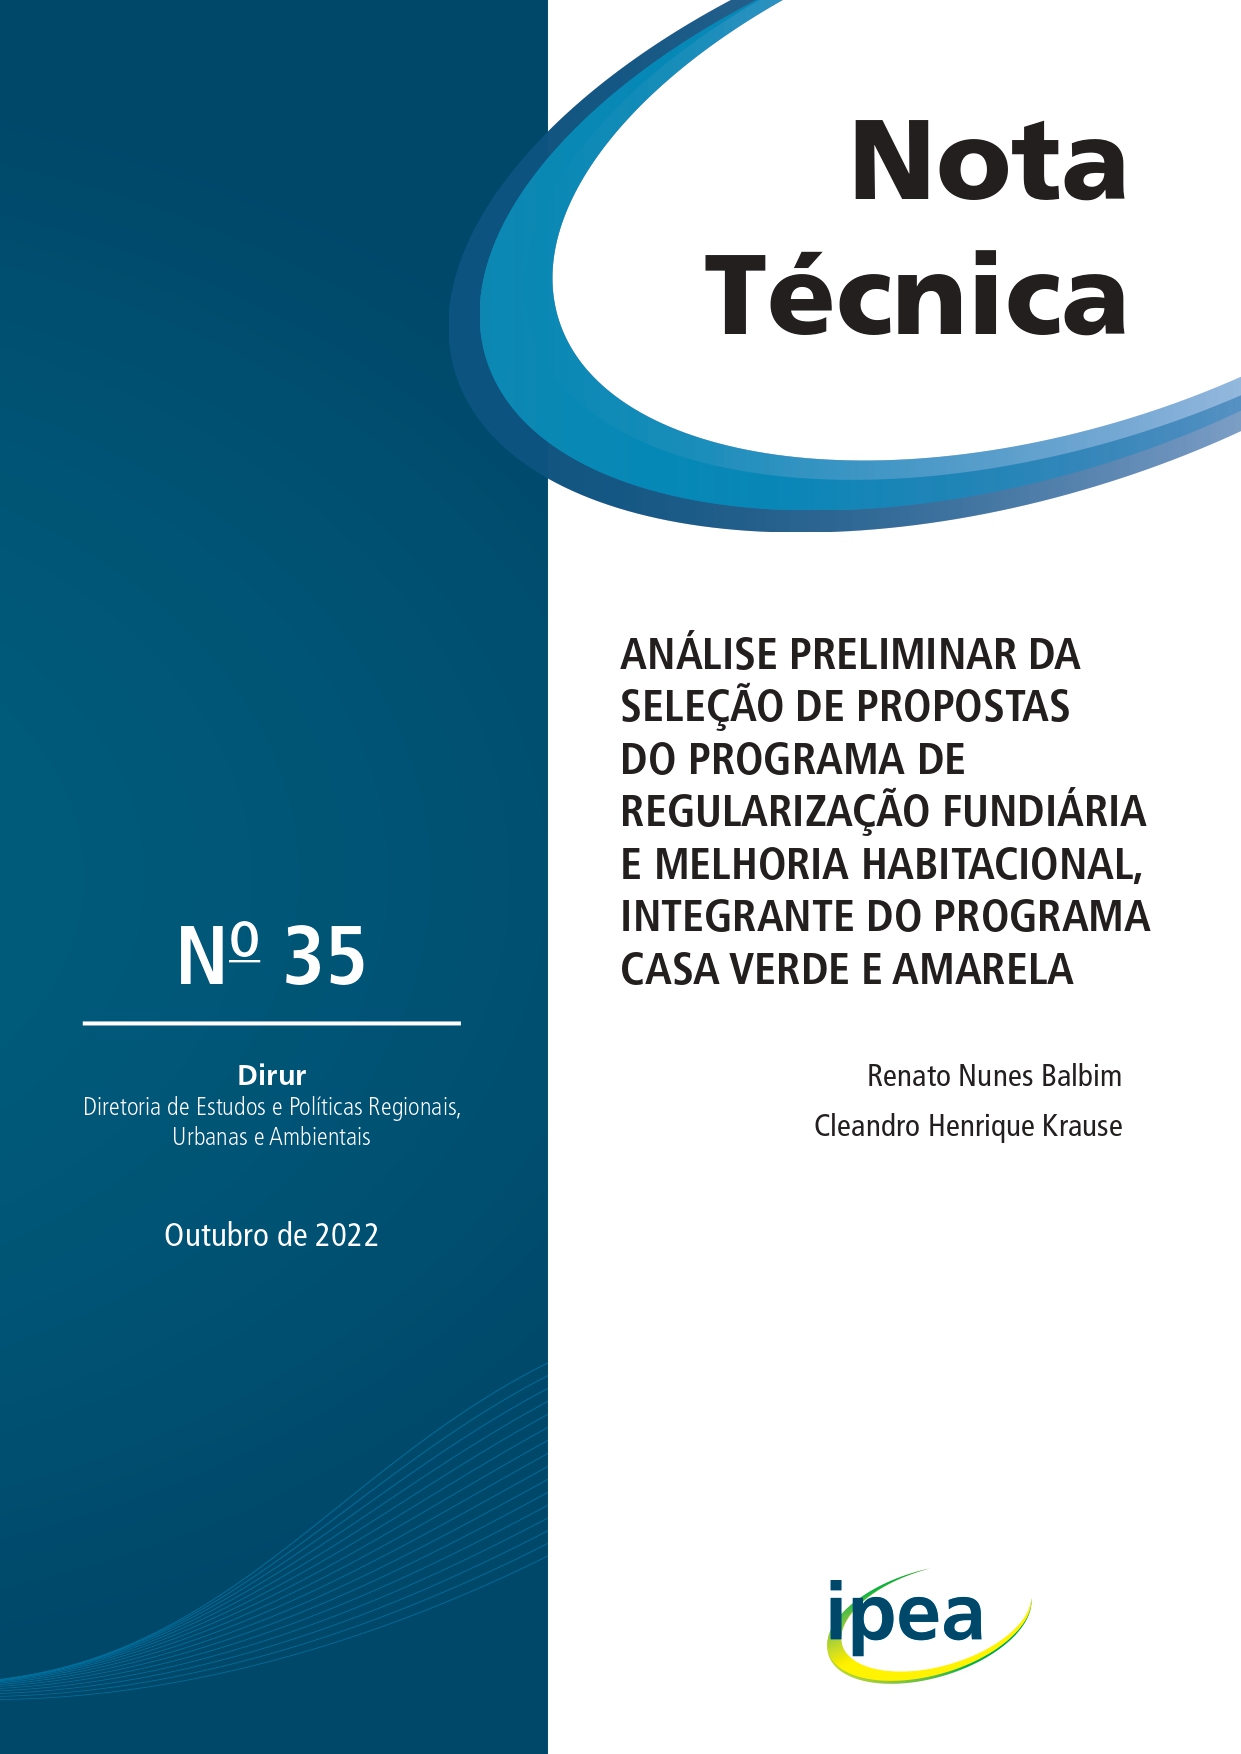 Nota
Técnica
ANÁLISE PRELIMINAR DA
SELEÇÃO DE PROPOSTAS
DO PROGRAMA DE
REGULARIZAÇÃO FUNDIÁRIA
E MELHORIA HABITACIONAL,
INTEGRANTE DO PROGRAMA
CASA VERDE E AMARELA
Renato Nunes Balbim
Cleandro Henrique Krause
Nº 35
Dirur
Diretoria de Estudos e Políticas Regionais,
Urbanas e Ambientais
Outubro de 2022
ipea